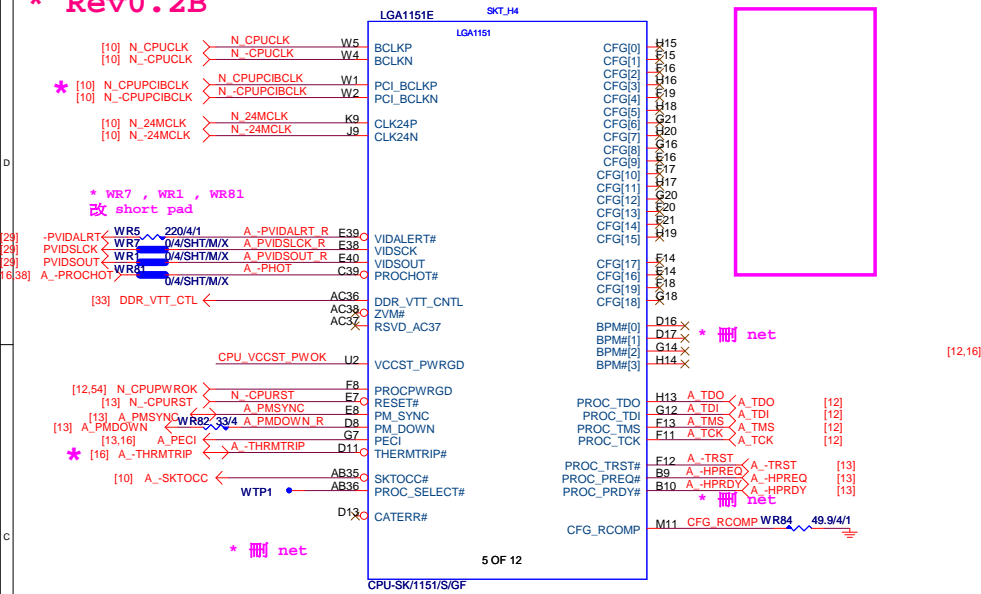 * Rev0.2B
LGA1151E
SKT_H4
LGA1151
[10] N_CPUCLK N_CPUCLK W5 BCLKP
[10] N_-CPUCLK N_-CPUCLK W4 BCLKN
* [10] N_CPUPCIBCLK N_CPUPCIBCLK W1 PCI_BCLKP
[10] N_-CPUPCIBCLK N_-CPUPCIBCLK W2 PCI_BCLKN
[10] N_24MCLK N_24MCLK K9 CLK24P
[10] N_-24MCLK N_-24MCLK J9 CLK24N
CFG[0] H15
CFG[1] F15
CFG[2] F16
CFG[3] H16
CFG[4] F19
CFG[5] H18
CFG[6] G21
CFG[7] H20
CFG[8] G16
CFG[9] E16
CFG[10] F17
CFG[11] H17
CFG[12] G20
CFG[13] F20
CFG[14] F21
CFG[15] H19
CFG[17] F14
CFG[16] E14
CFG[19] F18
CFG[18] G18
D
* WR7 , WR1 , WR81
改 short pad
[29] -PVIDALRT WR5 220/4/1 A_-PVIDALRT_R E39 VIDALERT#
[29] PVIDSLCK WR7 0/4/SHT/M/X A_PVIDSLCK_R E38 VIDSCK
[29] PVIDSOUT WR1 0/4/SHT/M/X A_PVIDSOUT_R E40 VIDSOUT
16,38] A_-PROCHOT WR81 0/4/SHT/M/X A_-PHOT C39 PROCHOT#
[33] DDR_VTT_CTL AC36 DDR_VTT_CNTL
AC38 ZVM#
AC37 RSVD_AC37
BPM#[0] D16
BPM#[1] D17
BPM#[2] G14
BPM#[3] H14
* 刪 net
[12,16]
CPU_VCCST_PWOK U2 VCCST_PWRGD
[12,54] N_CPUPWROK F8 PROCPWRGD
[13] N_-CPURST N_-CPURST E7 RESET#
[13] A_PMSYNC A_PMSYNC E8 PM_SYNC
[13] A_PMDOWN WR82 33/4 A_PMDOWN_R D8 PM_DOWN
[13,16] A_PECI G7 PECI
* [16] A_-THRMTRIP A_-THRMTRIP D11 THERMTRIP#
[10] A_-SKTOCC AB35 SKTOCC#
WTP1 AB36 PROC_SELECT#
D13 CATERR#
PROC_TDO H13 A_TDO A_TDO [12]
PROC_TDI G12 A_TDI A_TDI [12]
PROC_TMS F13 A_TMS A_TMS [12]
PROC_TCK F11 A_TCK A_TCK [12]
PROC_TRST# F12 A_-TRST A_-TRST [13]
PROC_PREQ# B9 A_-HPREQ A_-HPREQ [13]
PROC_PRDY# B10 A_-HPRDY A_-HPRDY [13]
* 刪 net
CFG_RCOMP M11 CFG_RCOMP WR84 49.9/4/1
C
* 刪 net
5 OF 12
CPU-SK/1151/S/GF